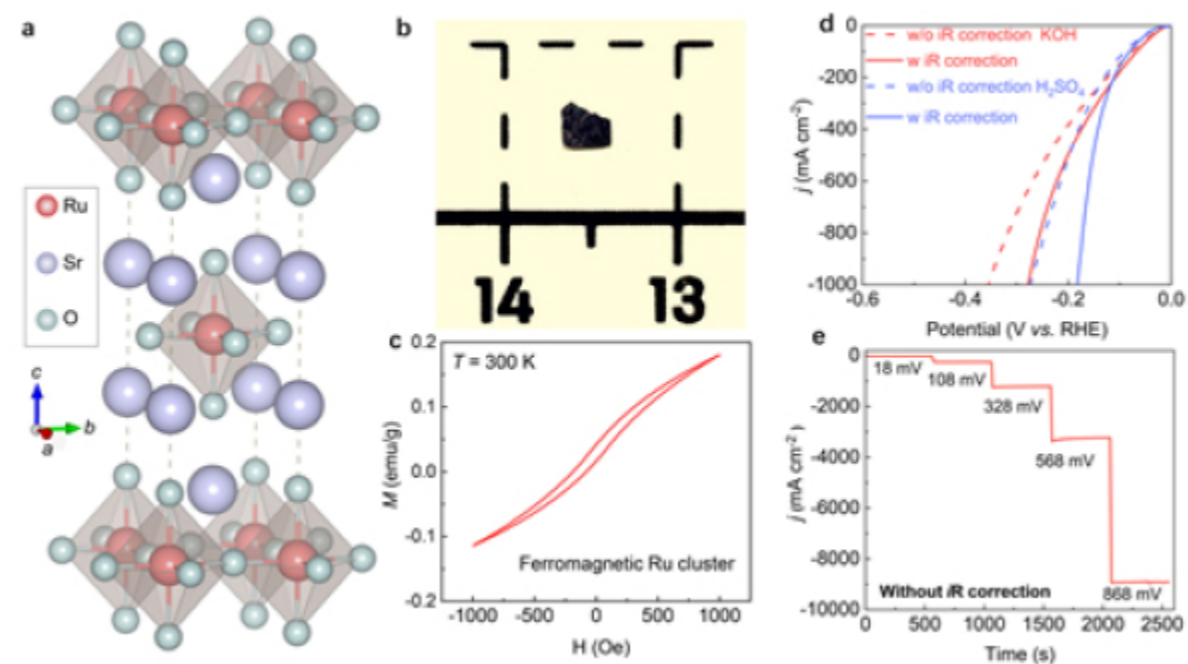 a
Ru
Sr
O
c
b
a
b
14
13
c
0.2
0.1
0.0
-0.1
-0.2
M (emu/g)
T = 300 K
Ferromagnetic Ru cluster
-1000
-500
0
500
1000
H (Oe)
d
0
-200
-400
-600
-800
-1000
j (mA cm-2)
w/o iR correction KOH
w iR correction
w/o iR correction H2SO4
w iR correction
-0.6
-0.4
-0.2
0.0
Potential (V vs. RHE)
e
0
-2000
-4000
-6000
-8000
-10000
j (mA cm-2)
18 mV
108 mV
328 mV
568 mV
868 mV
Without iR correction
0
500
1000
1500
2000
2500
Time (s)